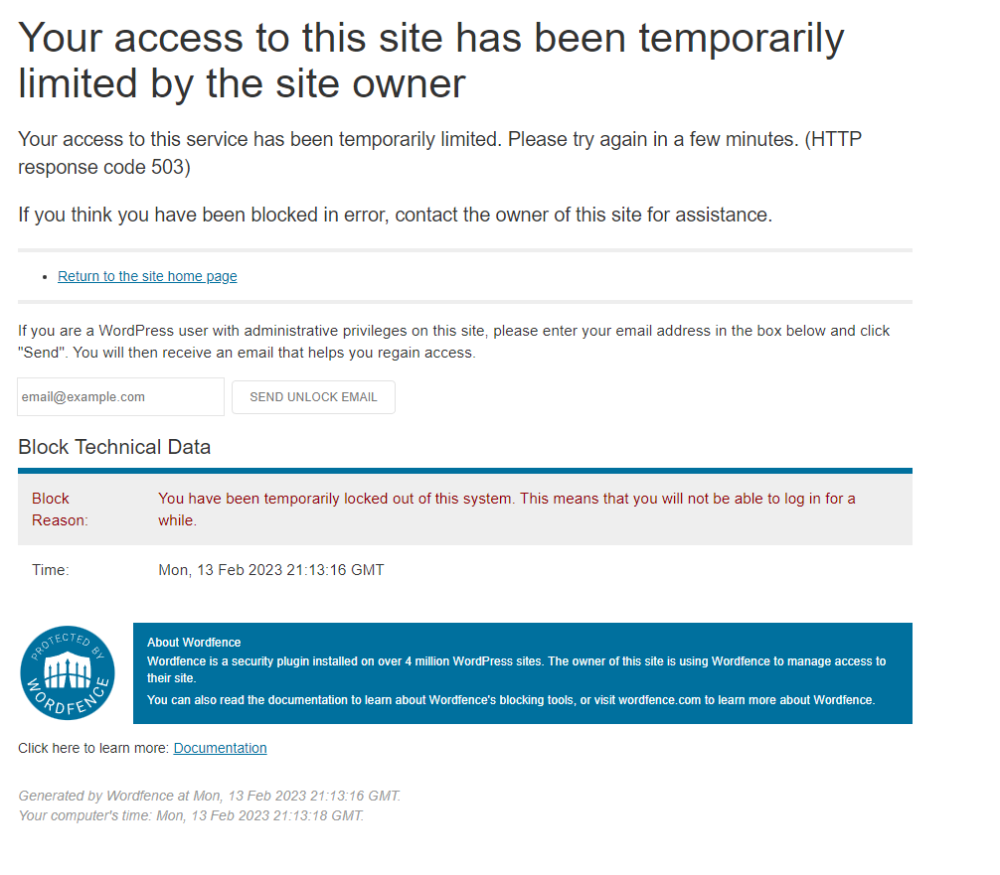 Your access to this site has been temporarily
limited by the site owner
Your access to this service has been temporarily limited. Please try again in a few minutes. (HTTP
response code 503)
If you think you have been blocked in error, contact the owner of this site for assistance.
Return to the site home page
If you are a WordPress user with administrative privileges on this site, please enter your email address in the box below and click
"Send". You will then receive an email that helps you regain access.
email@example.com
SEND UNLOCK EMAIL
Block Technical Data
Block
Reason:
You have been temporarily locked out of this system. This means that you will not be able to log in for a
while.
Time:
Mon, 13 Feb 2023 21:13:16 GMT
PROTECTED BY
WORDFENCE
About Wordfence
Wordfence is a security plugin installed on over 4 million WordPress sites. The owner of this site is using Wordfence to manage access to
their site.
You can also read the documentation to learn about Wordfence's blocking tools, or visit wordfence.com to learn more about Wordfence.
Click here to learn more: Documentation
Generated by Wordfence at Mon, 13 Feb 2023 21:13:16 GMT.
Your computer's time: Mon, 13 Feb 2023 21:13:18 GMT.